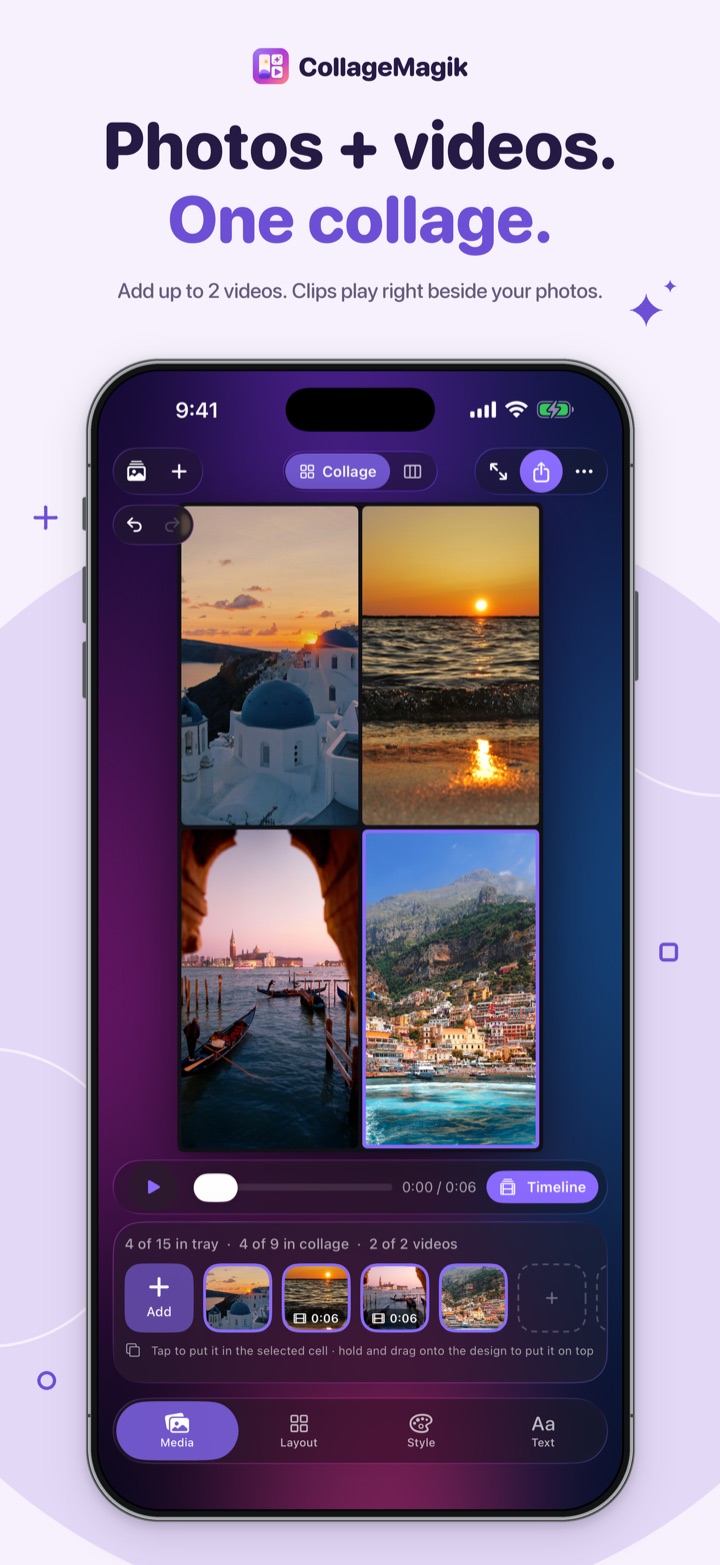 CollageMagik
Photos + videos.
One collage.
Add up to 2 videos. Clips play right beside your photos.
9:41
Collage
0:00 / 0:06
Timeline
4 of 15 in tray · 4 of 9 in collage · 2 of 2 videos
Add
0:06
0:06
Tap to put it in the selected cell · hold and drag onto the design to put it on top
Media
Layout
Style
Aa
Text